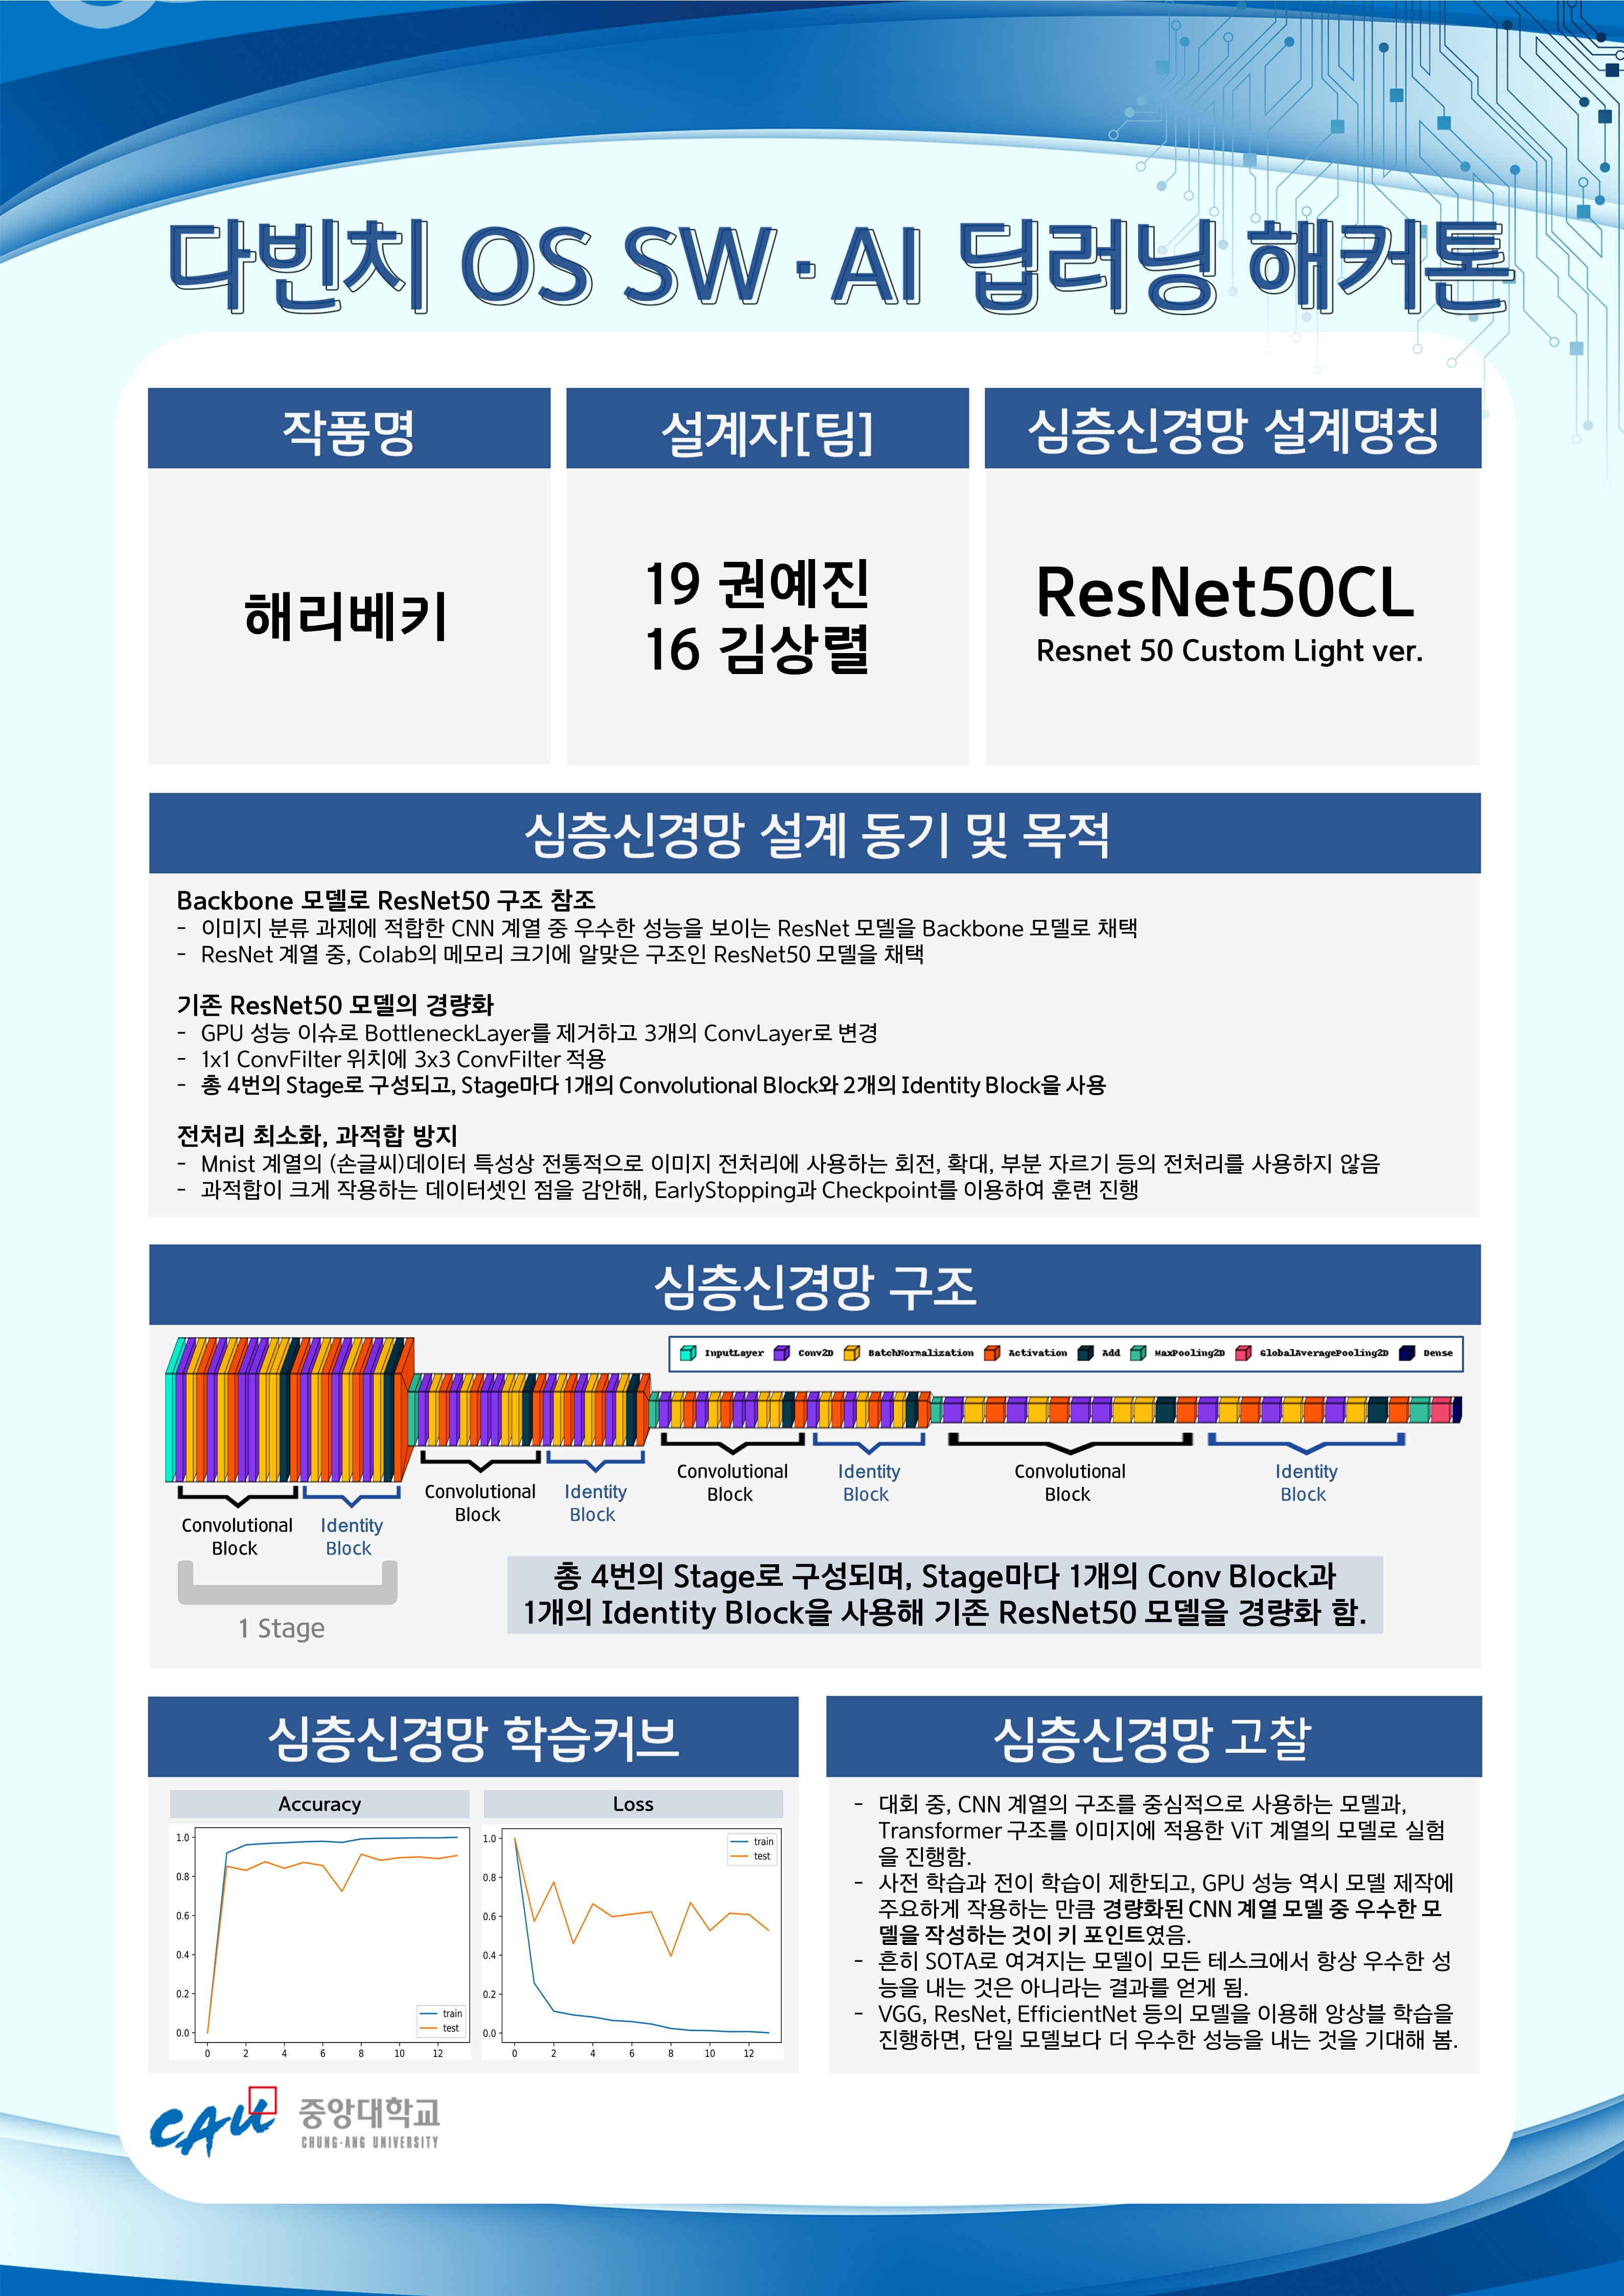 다빈치 OS SW·AI 딥러닝 해커톤
작품명
해리베키
설계자[팀]
19 권예진
16 김상렬
심층신경망 설계명칭
ResNet50CL
Resnet 50 Custom Light ver.
심층신경망 설계 동기 및 목적
Backbone 모델로 ResNet50 구조 참조
- 이미지 분류 과제에 적합한 CNN 계열 중 우수한 성능을 보이는 ResNet 모델을 Backbone 모델로 채택
- ResNet 계열 중, Colab의 메모리 크기에 알맞은 구조인 ResNet50 모델을 채택
기존 ResNet50 모델의 경량화
- GPU 성능 이슈로 BottleneckLayer를 제거하고 3개의 ConvLayer로 변경
- 1x1 ConvFilter 위치에 3x3 ConvFilter 적용
- 총 4번의 Stage로 구성되고, Stage마다 1개의 Convolutional Block와 2개의 Identity Block을 사용
전처리 최소화, 과적합 방지
- Mnist 계열의 (손글씨)데이터 특성상 전통적으로 이미지 전처리에 사용하는 회전, 확대, 부분 자르기 등의 전처리를 사용하지 않음
- 과적합이 크게 작용하는 데이터셋인 점을 감안해, EarlyStopping과 Checkpoint를 이용하여 훈련 진행
심층신경망 구조
InputLayer Conv2D BatchNormalization Activation Add MaxPooling2D GlobalAveragePooling2D Dense
Convolutional
Block
Identity
Block
Convolutional
Block
Identity
Block
Convolutional
Block
Identity
Block
Convolutional
Block
Identity
Block
1 Stage
총 4번의 Stage로 구성되며, Stage마다 1개의 Conv Block과
1개의 Identity Block을 사용해 기존 ResNet50 모델을 경량화 함.
심층신경망 학습커브
Accuracy
1.0
0.8
0.6
0.4
0.2
0.0
0 2 4 6 8 10 12
train
test
Loss
1.0
0.8
0.6
0.4
0.2
0.0
0 2 4 6 8 10 12
train
test
심층신경망 고찰
- 대회 중, CNN 계열의 구조를 중심적으로 사용하는 모델과,
Transformer 구조를 이미지에 적용한 ViT 계열의 모델로 실험
을 진행함.
- 사전 학습과 전이 학습이 제한되고, GPU 성능 역시 모델 제작에
주요하게 작용하는 만큼 경량화된 CNN 계열 모델 중 우수한 모
델을 작성하는 것이 키 포인트였음.
- 흔히 SOTA로 여겨지는 모델이 모든 테스크에서 항상 우수한 성
능을 내는 것은 아니라는 결과를 얻게 됨.
- VGG, ResNet, EfficientNet 등의 모델을 이용해 앙상블 학습을
진행하면, 단일 모델보다 더 우수한 성능을 내는 것을 기대해 봄.
CAU 중앙대학교
CHUNG-ANG UNIVERSITY